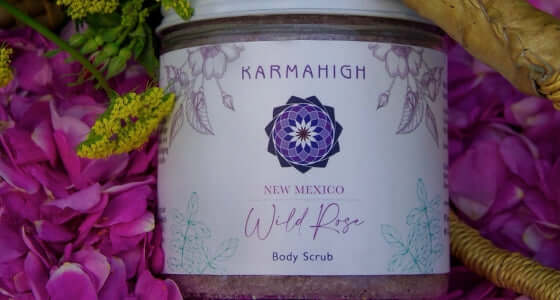 KARMAHIGH
NEW MEXICO
Wild Rose
Body Scrub